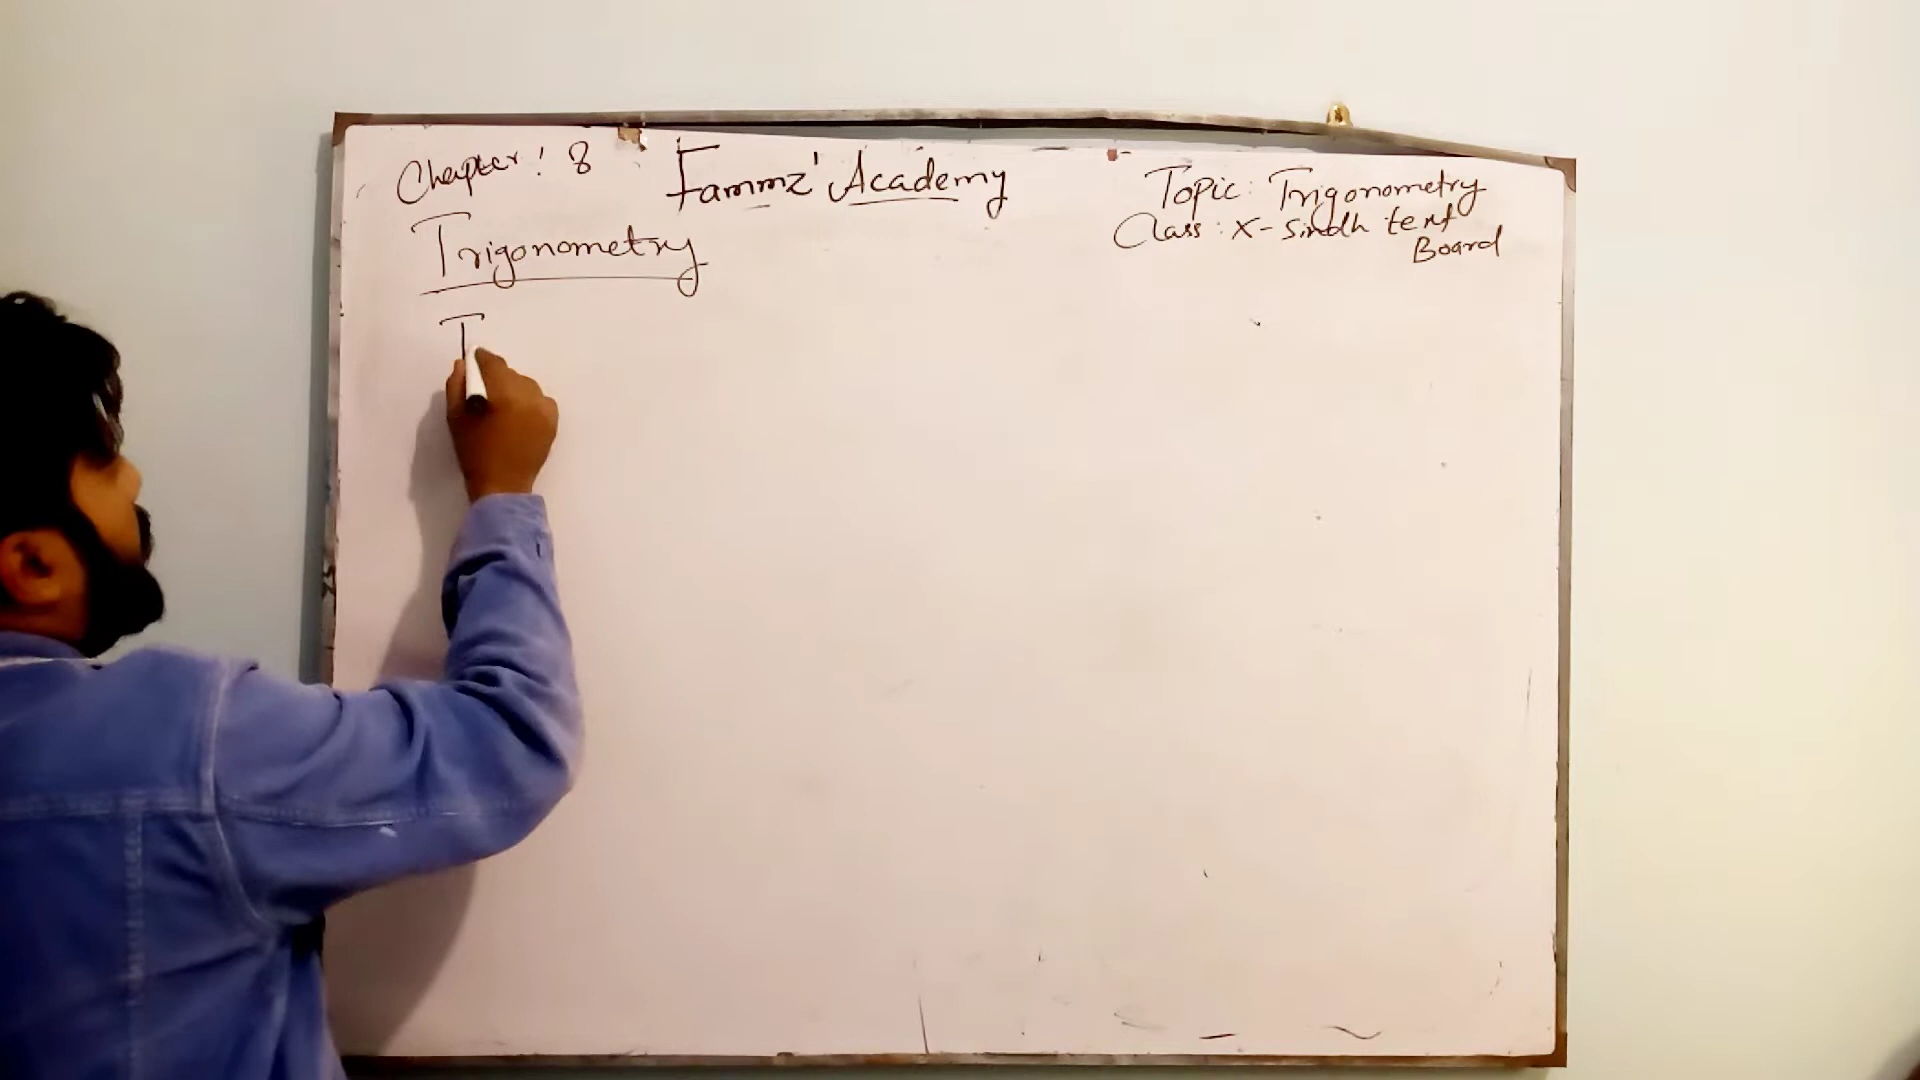 Chapter: 8
Fammz' Academy
Topic: Trigonometry
Class: X - Sindh text
Board
Trigonometry
T